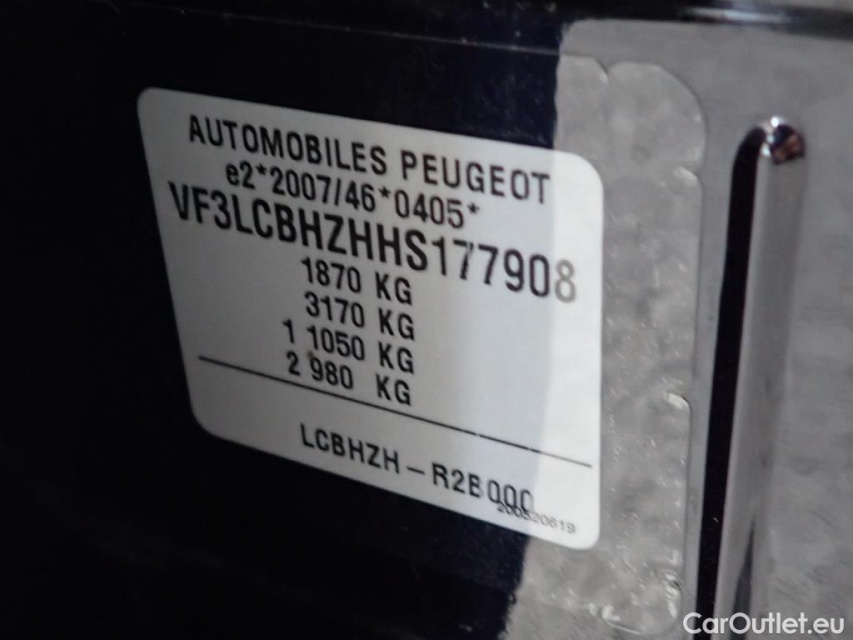 AUTOMOBILES PEUGEOT
e2*2007/46*0405*
VF3LCBHZHHS177908
1870 KG
3170 KG
1 1050 KG
2 980 KG
LCBHZH – R2B000
CarOutlet.eu